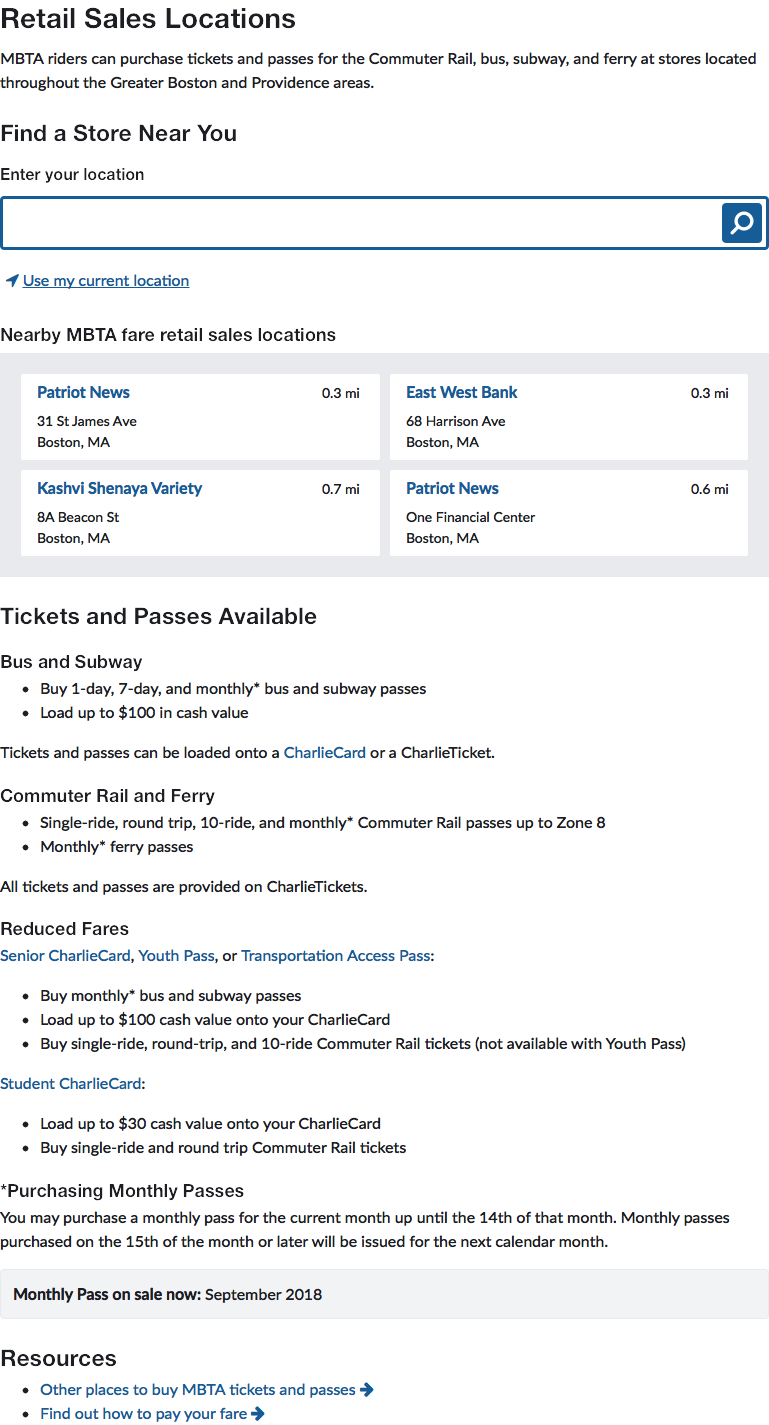 Retail Sales Locations
MBTA riders can purchase tickets and passes for the Commuter Rail, bus, subway, and ferry at stores located
throughout the Greater Boston and Providence areas.
Find a Store Near You
Enter your location
Use my current location
Nearby MBTA fare retail sales locations
Patriot News 0.3 mi
31 St James Ave
Boston, MA
East West Bank 0.3 mi
68 Harrison Ave
Boston, MA
Kashvi Shenaya Variety 0.7 mi
8A Beacon St
Boston, MA
Patriot News 0.6 mi
One Financial Center
Boston, MA
Tickets and Passes Available
Bus and Subway
• Buy 1-day, 7-day, and monthly* bus and subway passes
• Load up to $100 in cash value
Tickets and passes can be loaded onto a CharlieCard or a CharlieTicket.
Commuter Rail and Ferry
• Single-ride, round trip, 10-ride, and monthly* Commuter Rail passes up to Zone 8
• Monthly* ferry passes
All tickets and passes are provided on CharlieTickets.
Reduced Fares
Senior CharlieCard, Youth Pass, or Transportation Access Pass:
• Buy monthly* bus and subway passes
• Load up to $100 cash value onto your CharlieCard
• Buy single-ride, round-trip, and 10-ride Commuter Rail tickets (not available with Youth Pass)
Student CharlieCard:
• Load up to $30 cash value onto your CharlieCard
• Buy single-ride and round trip Commuter Rail tickets
*Purchasing Monthly Passes
You may purchase a monthly pass for the current month up until the 14th of that month. Monthly passes
purchased on the 15th of the month or later will be issued for the next calendar month.
Monthly Pass on sale now: September 2018
Resources
• Other places to buy MBTA tickets and passes →
• Find out how to pay your fare →